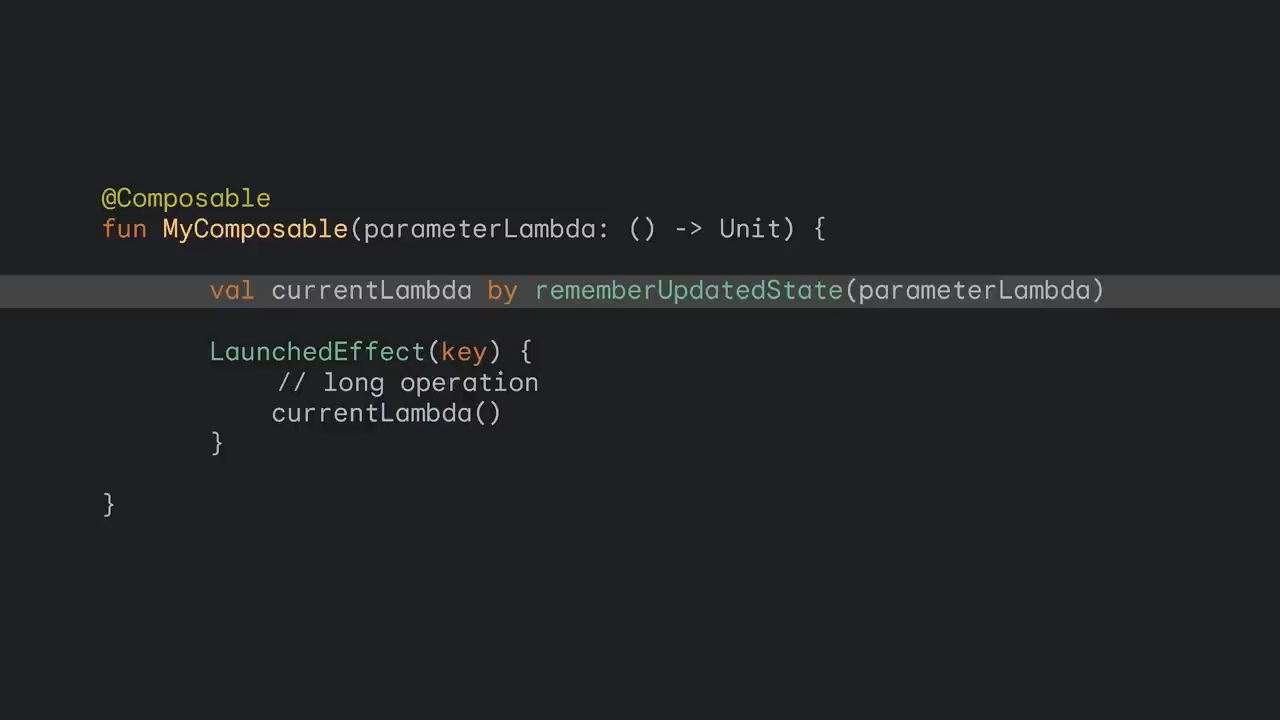 @Composable
fun MyComposable(parameterLambda: () -> Unit) {
val currentLambda by rememberUpdatedState(parameterLambda)
LaunchedEffect(key) {
// long operation
currentLambda()
}
}